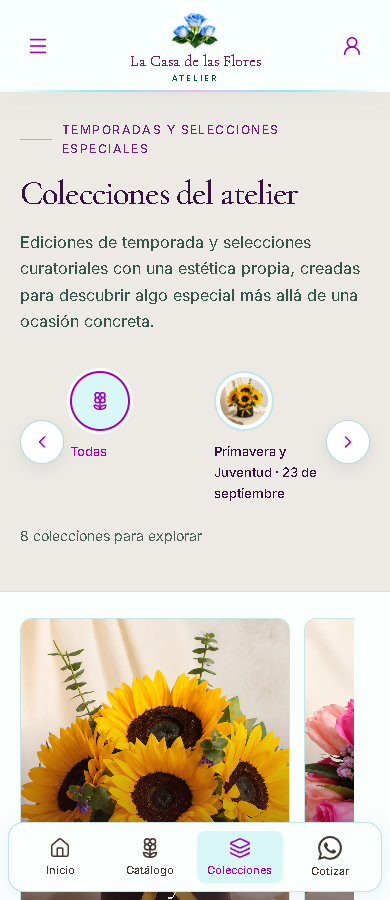 La Casa de las Flores
ATELIER
TEMPORADAS Y SELECCIONES
ESPECIALES
Colecciones del atelier
Ediciones de temporada y selecciones
curatoriales con una estética propia, creadas
para descubrir algo especial más allá de una
ocasión concreta.
Todas
Primavera y
Juventud · 23 de
septiembre
8 colecciones para explorar
Inicio
Catálogo
Colecciones
Cotizar